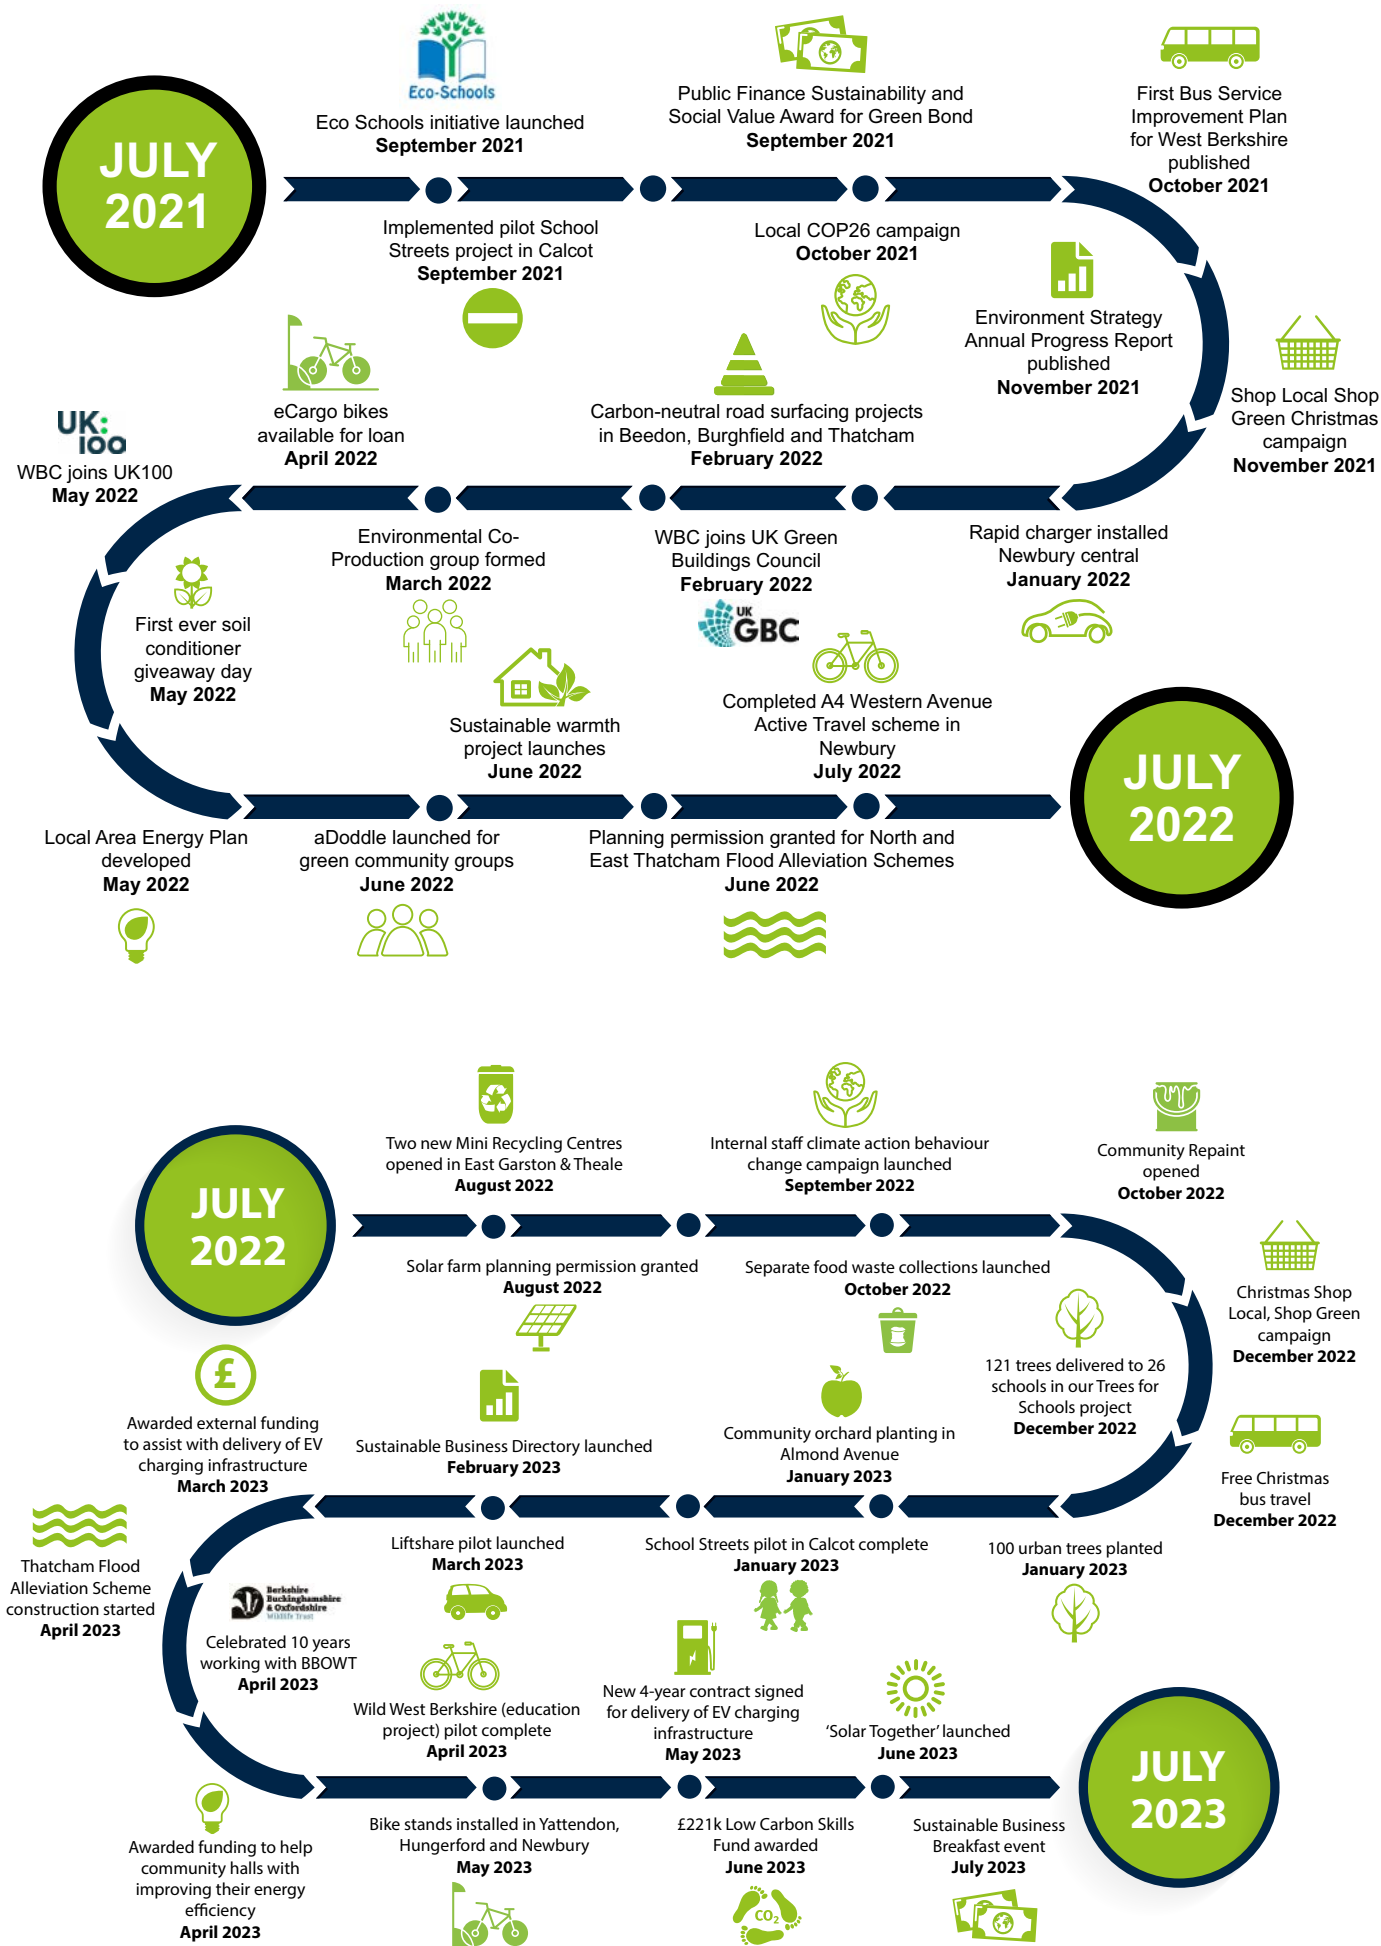 JULY
2021
Eco-Schools
Eco Schools initiative launched
September 2021
Public Finance Sustainability and
Social Value Award for Green Bond
September 2021
First Bus Service
Improvement Plan
for West Berkshire
published
October 2021
Implemented pilot School
Streets project in Calcot
September 2021
Local COP26 campaign
October 2021
Environment Strategy
Annual Progress Report
published
November 2021
Shop Local Shop
Green Christmas
campaign
November 2021
Rapid charger installed
Newbury central
January 2022
Carbon-neutral road surfacing projects
in Beedon, Burghfield and Thatcham
February 2022
WBC joins UK Green
Buildings Council
February 2022
UK
GBC
Environmental Co-
Production group formed
March 2022
eCargo bikes
available for loan
April 2022
UK:
100
WBC joins UK100
May 2022
First ever soil
conditioner
giveaway day
May 2022
Local Area Energy Plan
developed
May 2022
aDoddle launched for
green community groups
June 2022
Sustainable warmth
project launches
June 2022
Planning permission granted for North and
East Thatcham Flood Alleviation Schemes
June 2022
Completed A4 Western Avenue
Active Travel scheme in
Newbury
July 2022
JULY
2022
JULY
2022
Two new Mini Recycling Centres
opened in East Garston & Theale
August 2022
Solar farm planning permission granted
August 2022
Internal staff climate action behaviour
change campaign launched
September 2022
Separate food waste collections launched
October 2022
Community Repaint
opened
October 2022
Christmas Shop
Local, Shop Green
campaign
December 2022
121 trees delivered to 26
schools in our Trees for
Schools project
December 2022
Free Christmas
bus travel
December 2022
100 urban trees planted
January 2023
Community orchard planting in
Almond Avenue
January 2023
School Streets pilot in Calcot complete
January 2023
Sustainable Business Directory launched
February 2023
Liftshare pilot launched
March 2023
£
Awarded external funding
to assist with delivery of EV
charging infrastructure
March 2023
Thatcham Flood
Alleviation Scheme
construction started
April 2023
Berkshire
Buckinghamshire
& Oxfordshire
Wildlife Trust
Celebrated 10 years
working with BBOWT
April 2023
Awarded funding to help
community halls with
improving their energy
efficiency
April 2023
Wild West Berkshire (education
project) pilot complete
April 2023
Bike stands installed in Yattendon,
Hungerford and Newbury
May 2023
New 4-year contract signed
for delivery of EV charging
infrastructure
May 2023
£221k Low Carbon Skills
Fund awarded
June 2023
CO2
‘Solar Together’ launched
June 2023
Sustainable Business
Breakfast event
July 2023
JULY
2023